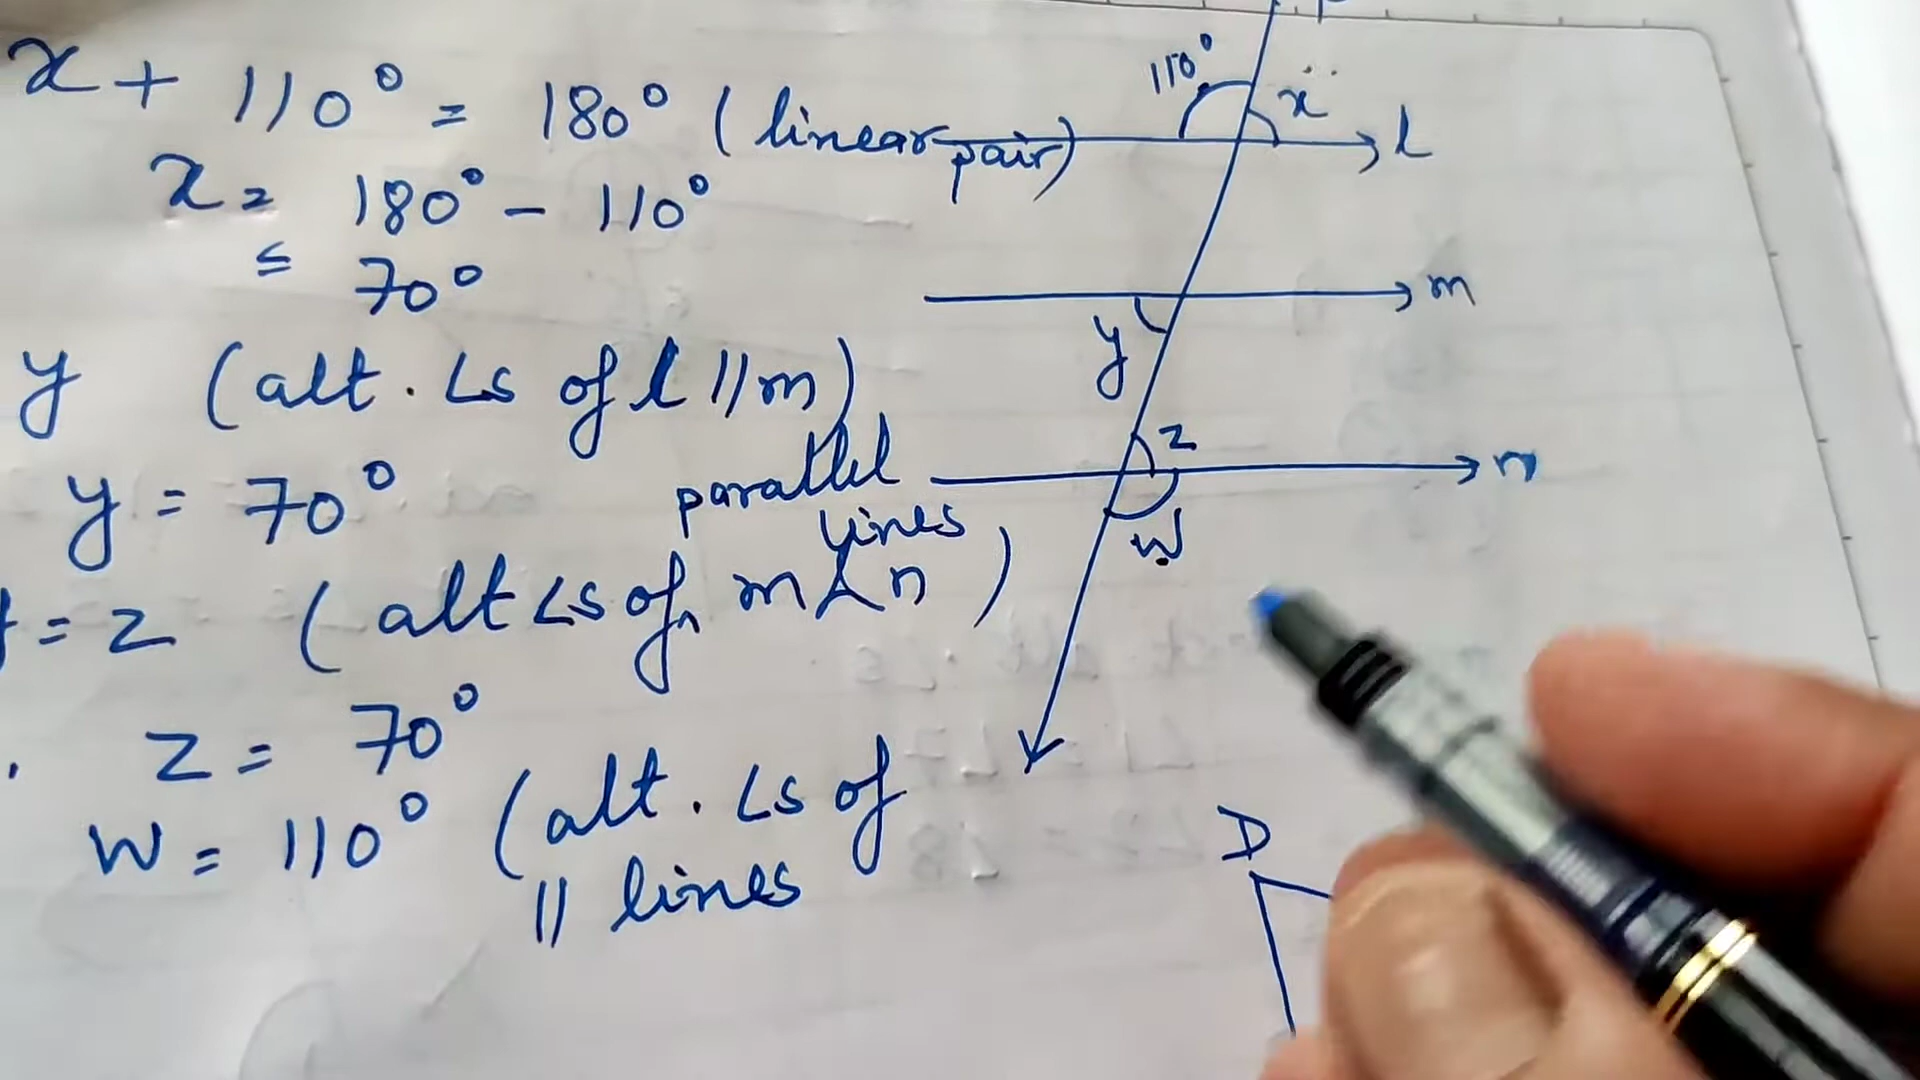 x + 110° = 180° (linear pair)
x = 180° - 110°
= 70°
y (alt. ∠s of l // m)
y = 70°
= z (alt ∠s of parallel lines m & n)
z = 70°
w = 110° (alt. ∠s of
// lines
110°
x
l
m
y
z
n
w
D